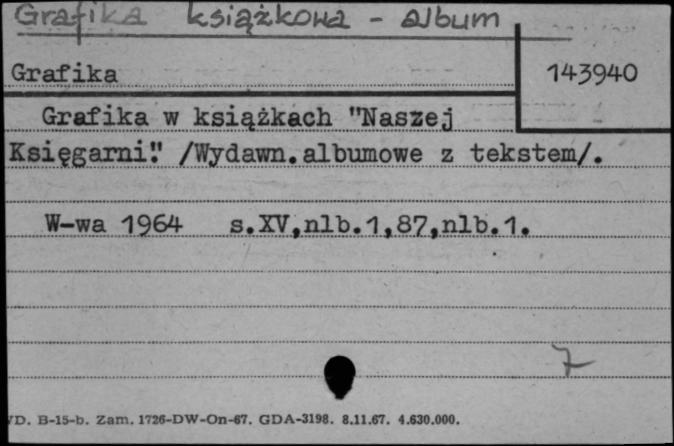 Grafika książkowa - album
Grafika
143940
Grafika w książkach "Naszej
Księgarni". /Wydawn.albumowe z tekstem/.
W-wa 1964 s.XV,nlb.1,87,nlb.1.
7
D. B-15-b. Zam. 1726-DW-On-67. GDA-3198. 8.11.67. 4.630.000.